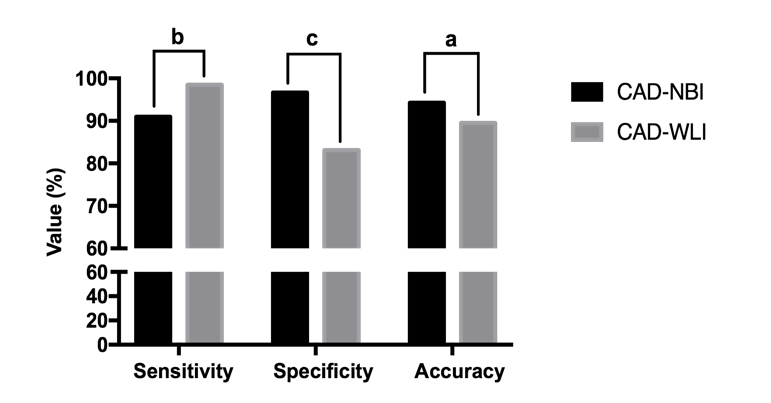 b
c
a
100
90
80
70
60
60
40
20
0
Value (%)
Sensitivity
Specificity
Accuracy
CAD-NBI
CAD-WLI